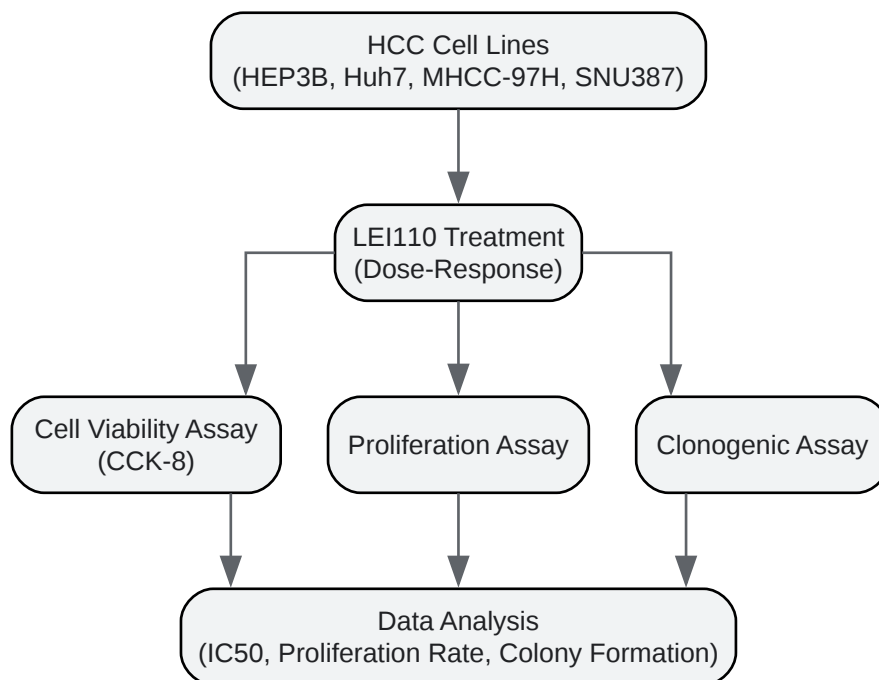 HCC Cell Lines
(HEP3B, Huh7, MHCC-97H, SNU387)
LEI110 Treatment
(Dose-Response)
Cell Viability Assay
(CCK-8)
Proliferation Assay
Clonogenic Assay
Data Analysis
(IC50, Proliferation Rate, Colony Formation)